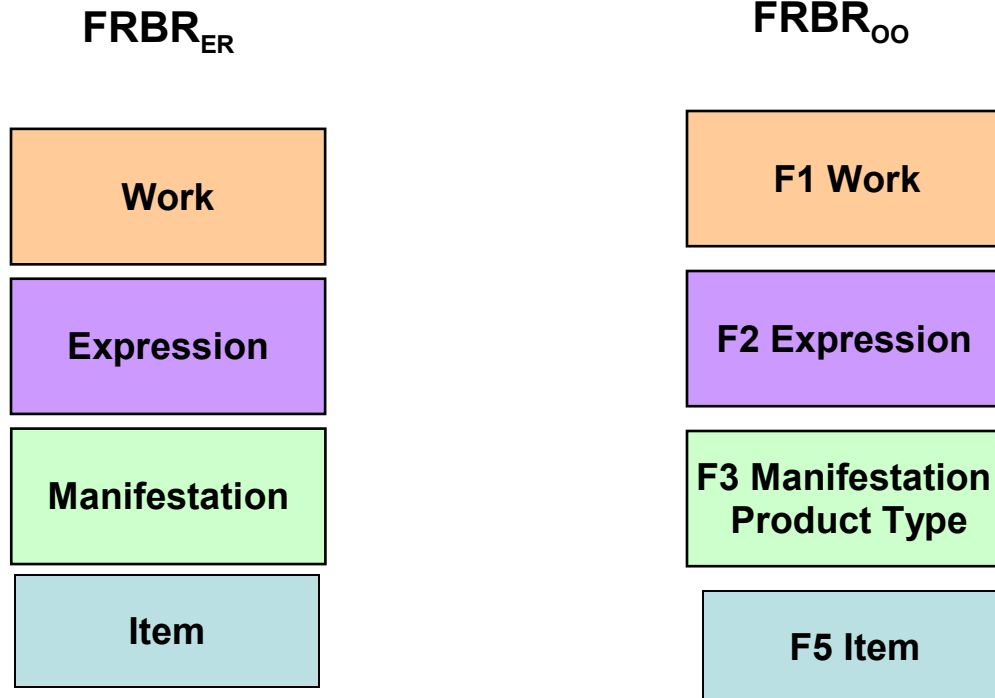 FRBR_ER
FRBR_OO
Work
Expression
Manifestation
Item
F1 Work
F2 Expression
F3 Manifestation
Product Type
F5 Item